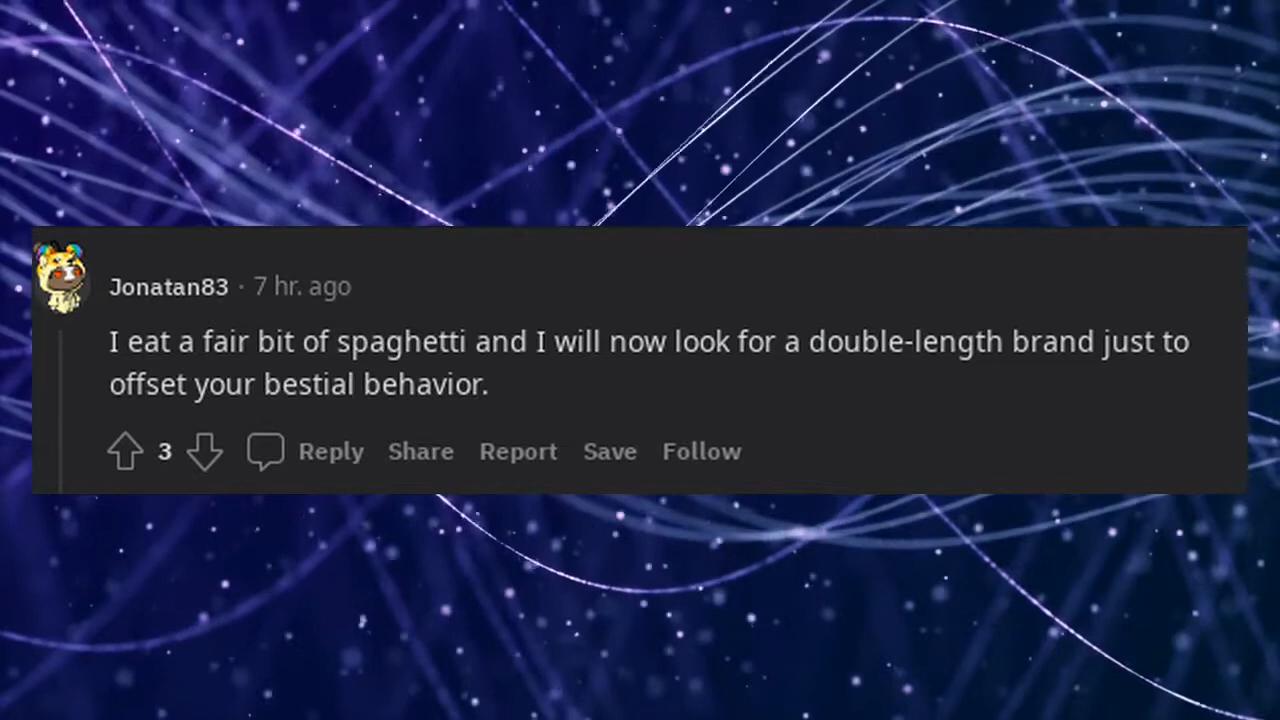 Jonatan83 · 7 hr. ago
I eat a fair bit of spaghetti and I will now look for a double-length brand just to
offset your bestial behavior.
3 Reply Share Report Save Follow